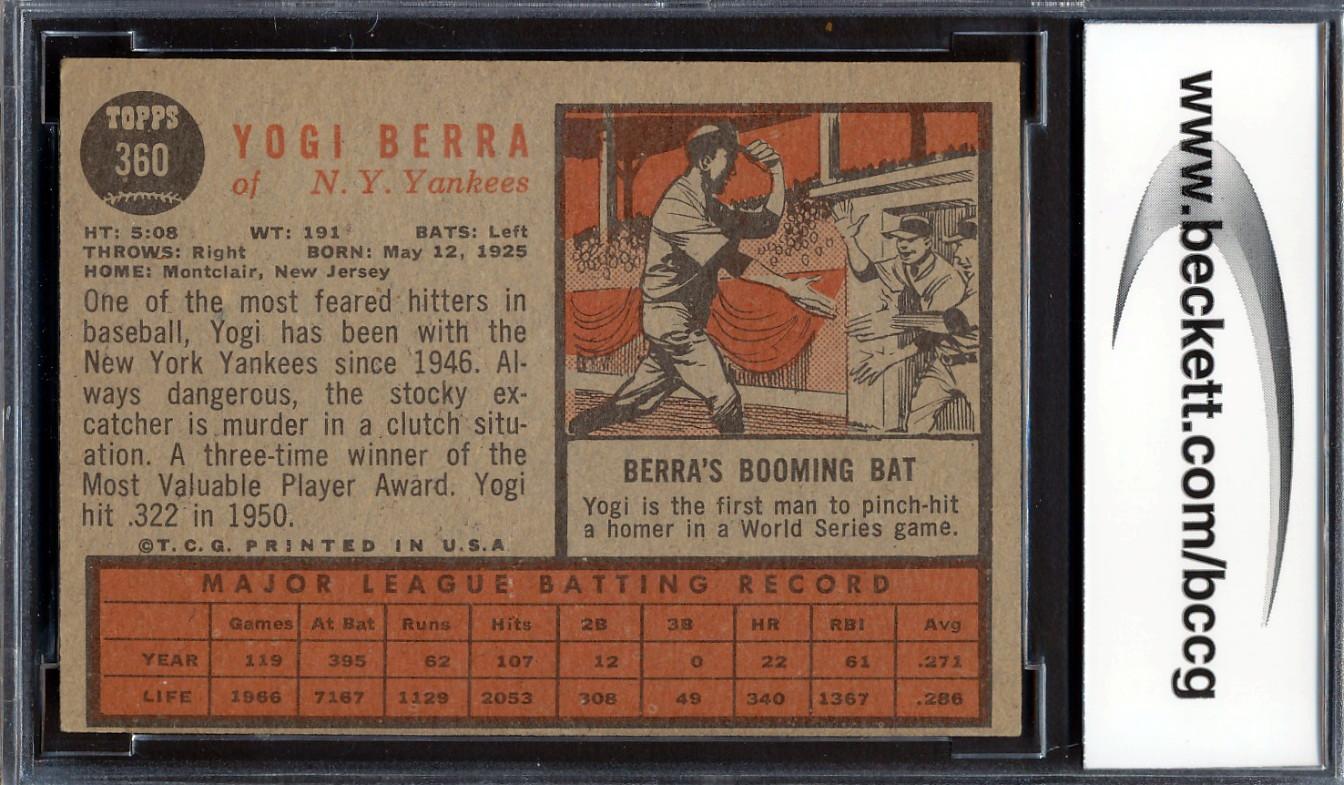 TOPPS
360
YOGI BERRA
of N. Y. Yankees
HT: 5:08 WT: 191 BATS: Left
THROWS: Right BORN: May 12, 1925
HOME: Montclair, New Jersey
One of the most feared hitters in
baseball, Yogi has been with the
New York Yankees since 1946. Al-
ways dangerous, the stocky ex-
catcher is murder in a clutch situ-
ation. A three-time winner of the
Most Valuable Player Award. Yogi
hit .322 in 1950.
©T. C. G. PRINTED IN U.S.A
BERRA'S BOOMING BAT
Yogi is the first man to pinch-hit
a homer in a World Series game.
MAJOR LEAGUE BATTING RECORD
Games At Bat Runs Hits 2B 3B HR RBI Avg
YEAR 119 395 62 107 12 0 22 61 .271
LIFE 1966 7167 1129 2053 308 49 340 1367 .286
www.beckett.com/bccg